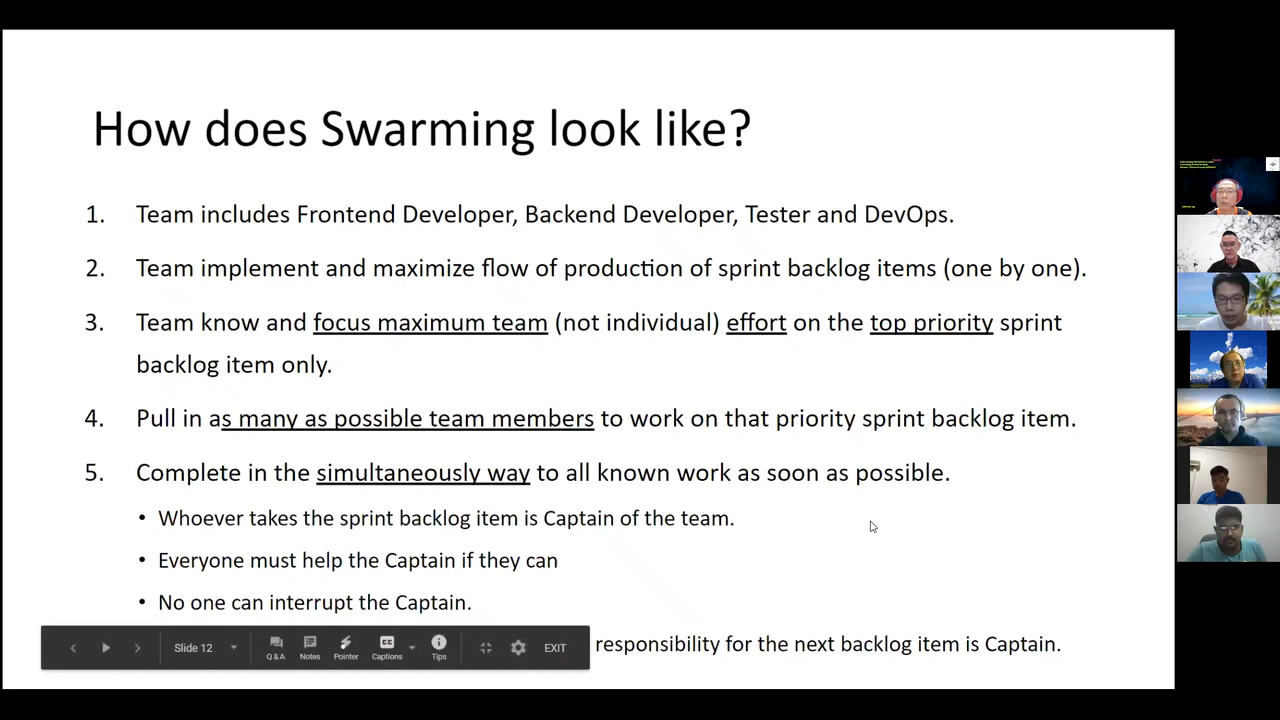 How does Swarming look like?
1. Team includes Frontend Developer, Backend Developer, Tester and DevOps.
2. Team implement and maximize flow of production of sprint backlog items (one by one).
3. Team know and focus maximum team (not individual) effort on the top priority sprint
backlog item only.
4. Pull in as many as possible team members to work on that priority sprint backlog item.
5. Complete in the simultaneously way to all known work as soon as possible.
• Whoever takes the sprint backlog item is Captain of the team.
• Everyone must help the Captain if they can
• No one can interrupt the Captain.
responsibility for the next backlog item is Captain.
Slide 12
Q & A
Notes
Pointer
CC
Captions
Tips
EXIT